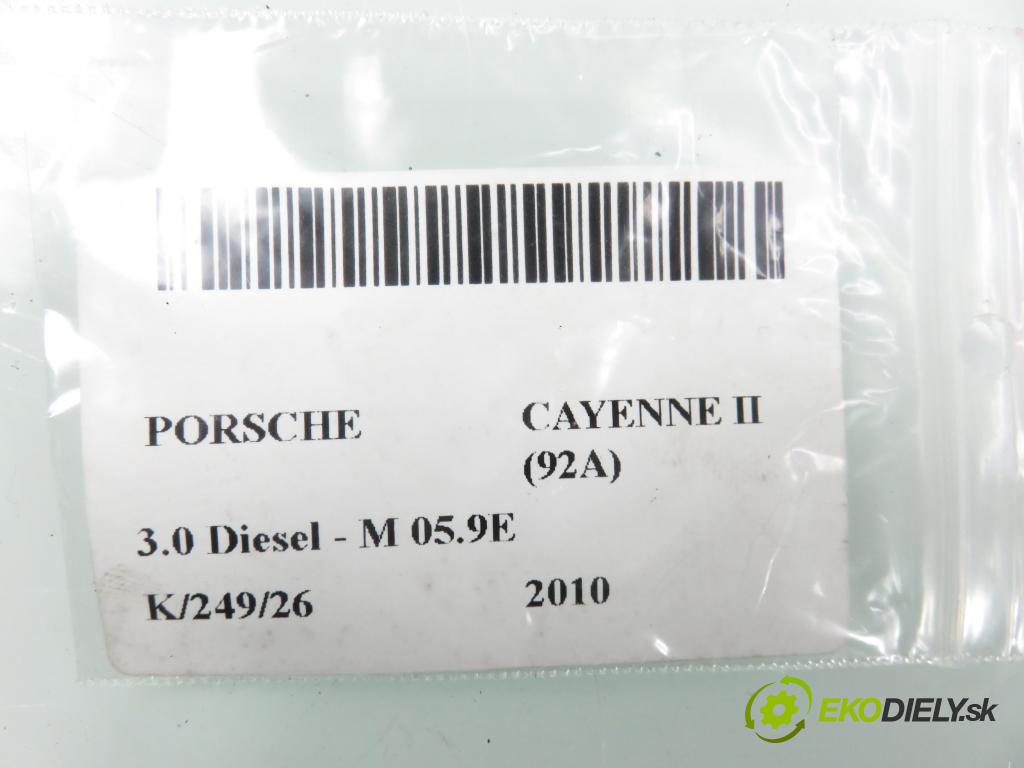 PORSCHE CAYENNE II
(92A)
3.0 Diesel - M 05.9E
K/249/26 2010
EKODIELY.sk